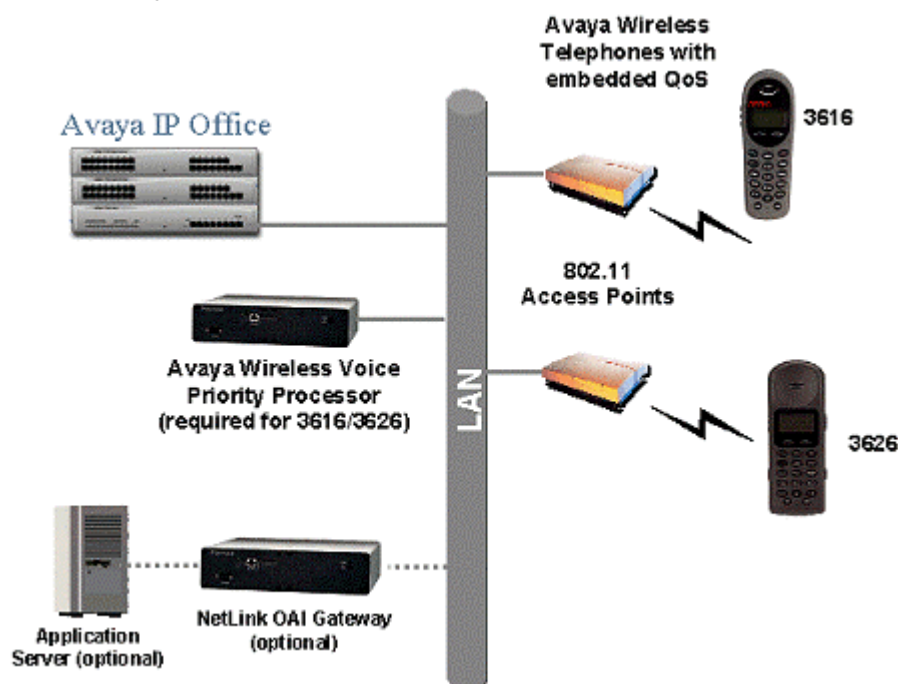 Avaya Wireless
Telephones with
embedded QoS
3616
Avaya IP Office
802.11
Access Points
Avaya Wireless Voice
Priority Processor
(required for 3616/3626)
LAN
3626
NetLink OAI Gateway
(optional)
Application
Server (optional)